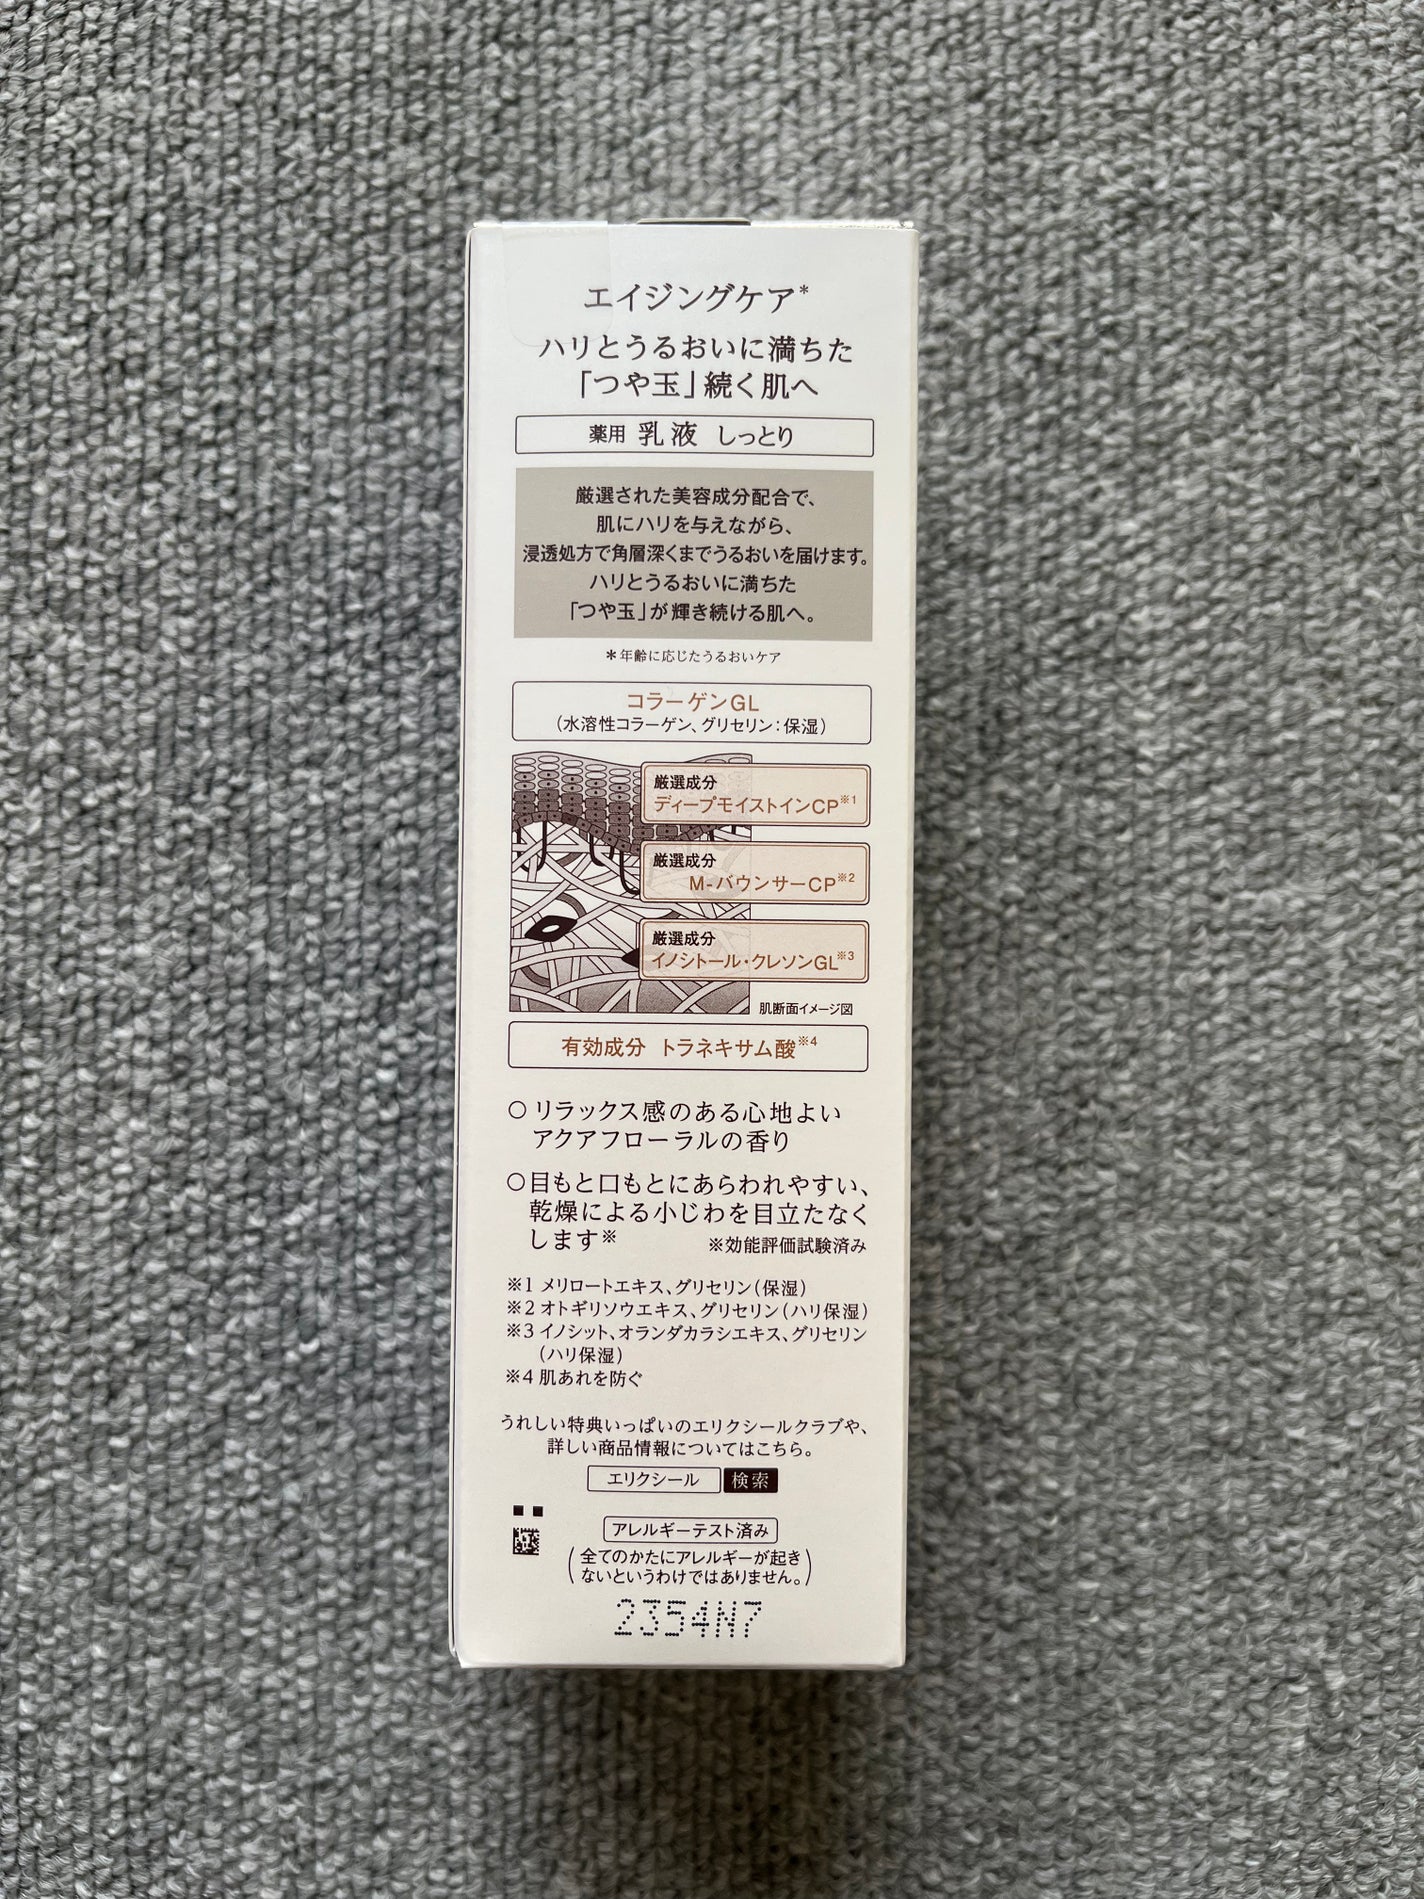 エイジングケア*
ハリとうるおいに満ちた
「つや玉」続く肌へ
薬用 乳液 しっとり
厳選された美容成分配合で、
肌にハリを与えながら、
浸透処方で角層深くまでうるおいを届けます。
ハリとうるおいに満ちた
「つや玉」が輝き続ける肌へ。
＊年齢に応じたうるおいケア
コラーゲンGL
(水溶性コラーゲン、グリセリン：保湿)
厳選成分
ディープモイストインCP※1
厳選成分
M-バウンサーCP※2
厳選成分
イノシトール・クレソンGL※3
肌断面イメージ図
有効成分 トラネキサム酸※4
○リラックス感のある心地よい
アクアフローラルの香り
○目もと口もとにあらわれやすい、
乾燥による小じわを目立たなく
します※ ※効能評価試験済み
※1 メリロートエキス、グリセリン(保湿)
※2 オトギリソウエキス、グリセリン(ハリ保湿)
※3 イノシット、オランダカラシエキス、グリセリン
(ハリ保湿)
※4 肌あれを防ぐ
うれしい特典いっぱいのエリクシールクラブや、
詳しい商品情報についてはこちら。
エリクシール 検索
アレルギーテスト済み
(全てのかたにアレルギーが起き
ないというわけではありません。)
2354N7